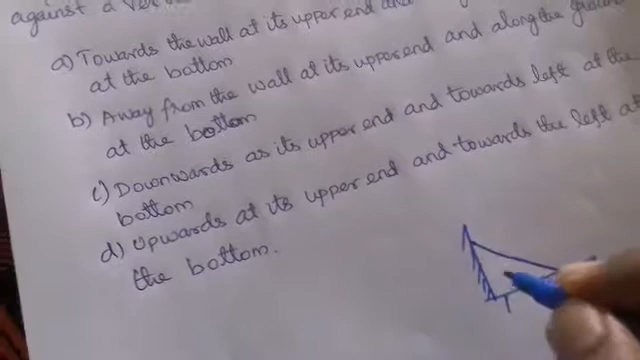 against a
a) Towards the wall at its upper end and
at the bottom
b) Away from the wall at its upper end and along the ground
at the bottom
c) Downwards as its upper end and towards left at the
bottom
d) Upwards at its upper end and towards the left at
the bottom.